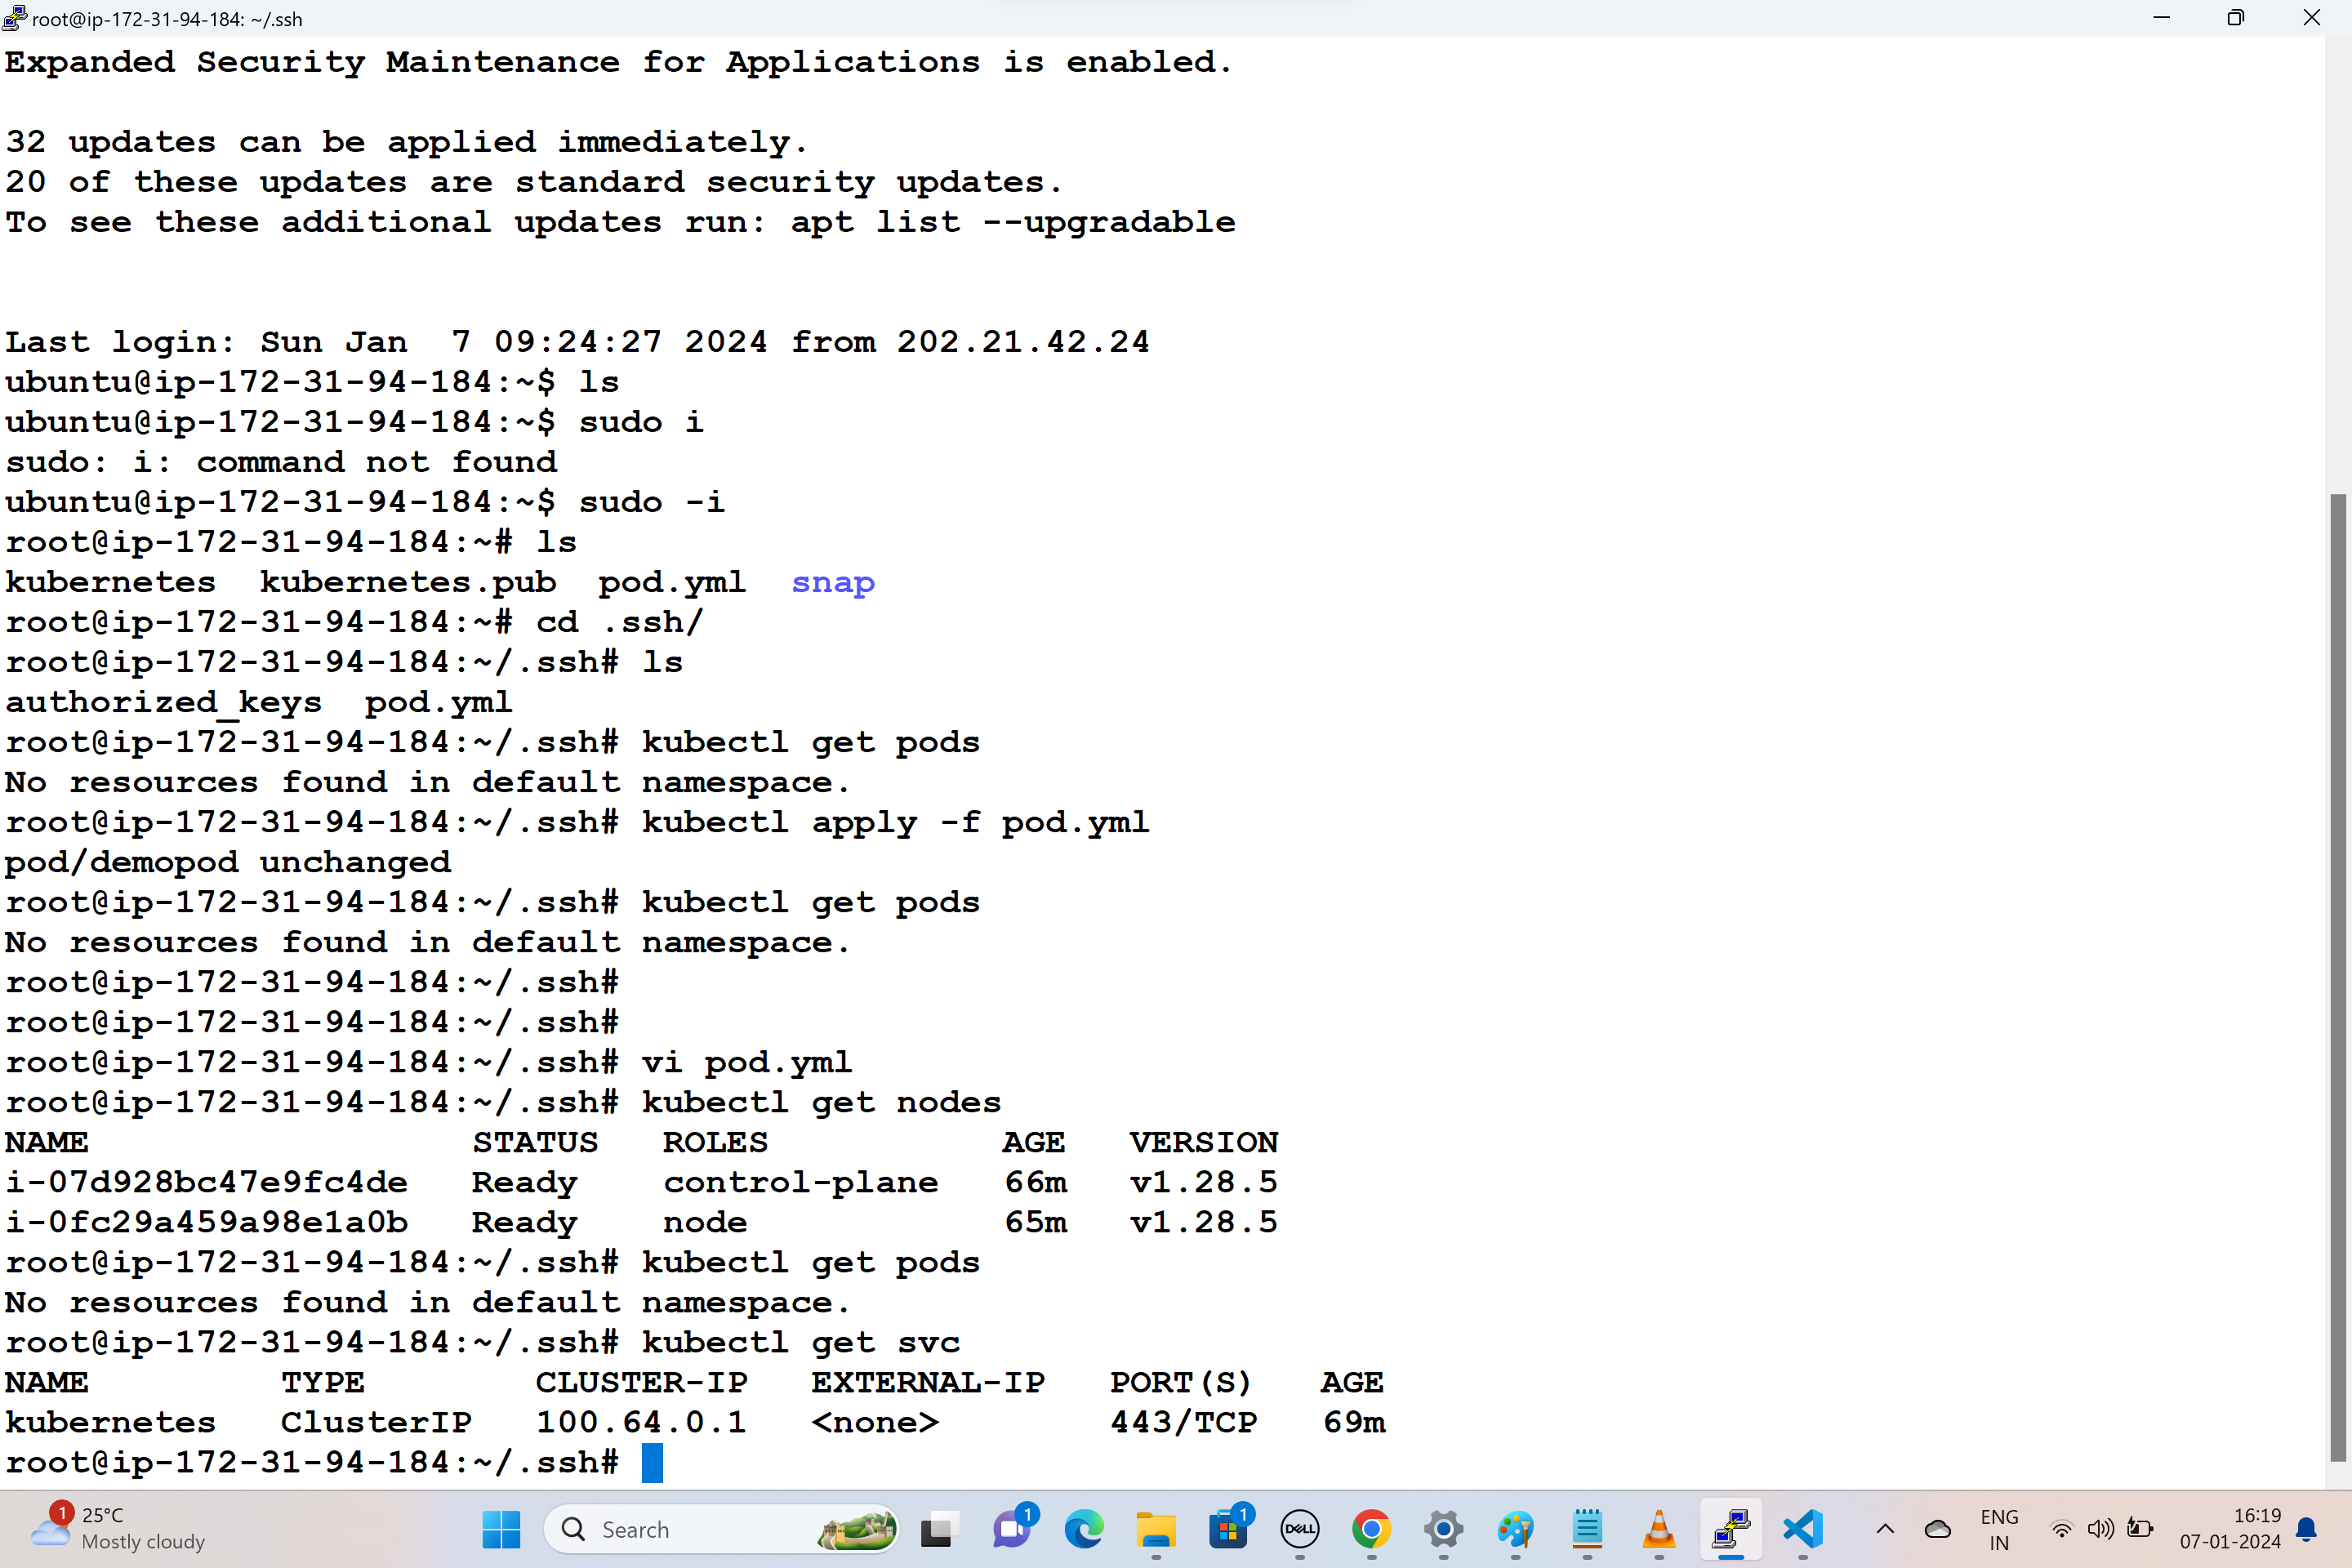 root@ip-172-31-94-184: ~/.ssh
Expanded Security Maintenance for Applications is enabled.
32 updates can be applied immediately.
20 of these updates are standard security updates.
To see these additional updates run: apt list --upgradable
Last login: Sun Jan  7 09:24:27 2024 from 202.21.42.24
ubuntu@ip-172-31-94-184:~$ ls
ubuntu@ip-172-31-94-184:~$ sudo i
sudo: i: command not found
ubuntu@ip-172-31-94-184:~$ sudo -i
root@ip-172-31-94-184:~# ls
kubernetes  kubernetes.pub  pod.yml  snap
root@ip-172-31-94-184:~# cd .ssh/
root@ip-172-31-94-184:~/.ssh# ls
authorized_keys  pod.yml
root@ip-172-31-94-184:~/.ssh# kubectl get pods
No resources found in default namespace.
root@ip-172-31-94-184:~/.ssh# kubectl apply -f pod.yml
pod/demopod unchanged
root@ip-172-31-94-184:~/.ssh# kubectl get pods
No resources found in default namespace.
root@ip-172-31-94-184:~/.ssh#
root@ip-172-31-94-184:~/.ssh#
root@ip-172-31-94-184:~/.ssh# vi pod.yml
root@ip-172-31-94-184:~/.ssh# kubectl get nodes
NAME                  STATUS   ROLES           AGE   VERSION
i-07d928bc47e9fc4de   Ready    control-plane   66m   v1.28.5
i-0fc29a459a98e1a0b   Ready    node            65m   v1.28.5
root@ip-172-31-94-184:~/.ssh# kubectl get pods
No resources found in default namespace.
root@ip-172-31-94-184:~/.ssh# kubectl get svc
NAME         TYPE        CLUSTER-IP   EXTERNAL-IP   PORT(S)   AGE
kubernetes   ClusterIP   100.64.0.1   <none>        443/TCP   69m
root@ip-172-31-94-184:~/.ssh#
1
25°C
Mostly cloudy
Search
1
1
DELL
ENG
IN
16:19
07-01-2024